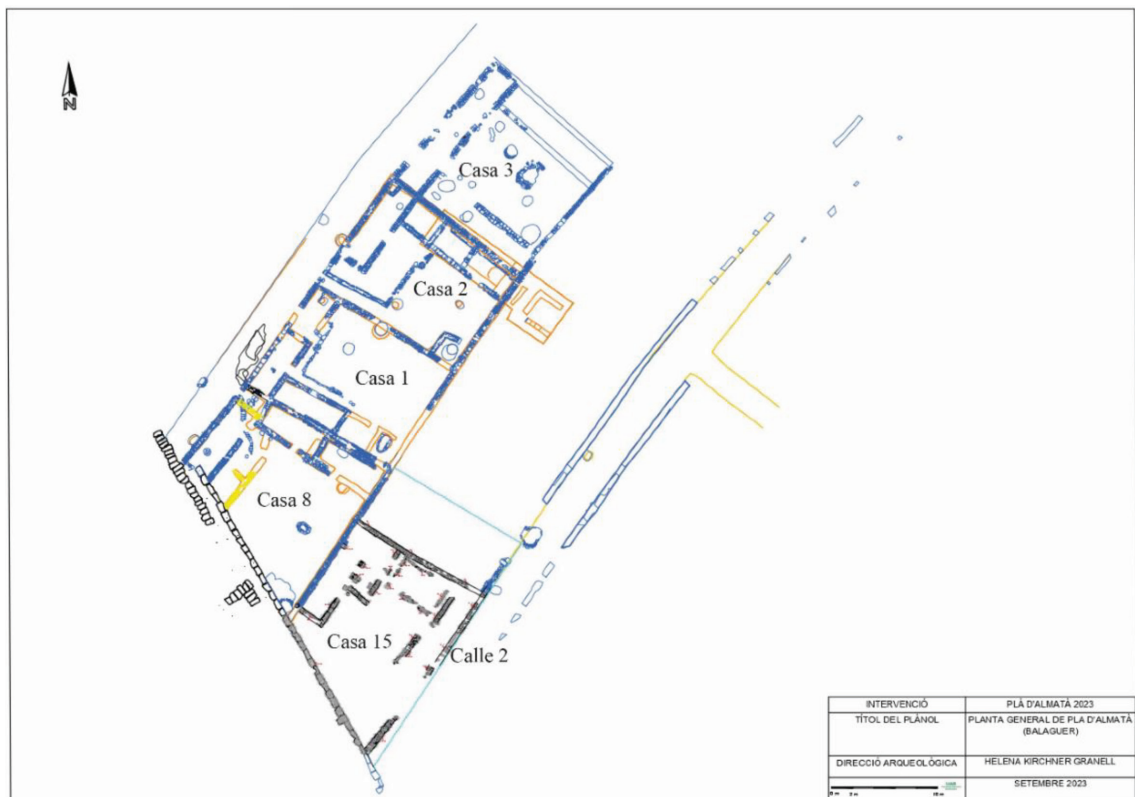 N
Casa 3
Casa 2
Casa 1
Casa 8
Casa 15
Calle 2
INTERVENCIÓ
PLÀ D'ALMATÀ 2023
TÍTOL DEL PLÀNOL
PLANTA GENERAL DE PLA D'ALMATÀ
(BALAGUER)
DIRECCIÓ ARQUEOLÒGICA
HELENA KIRCHNER GRANELL
SETEMBRE 2023